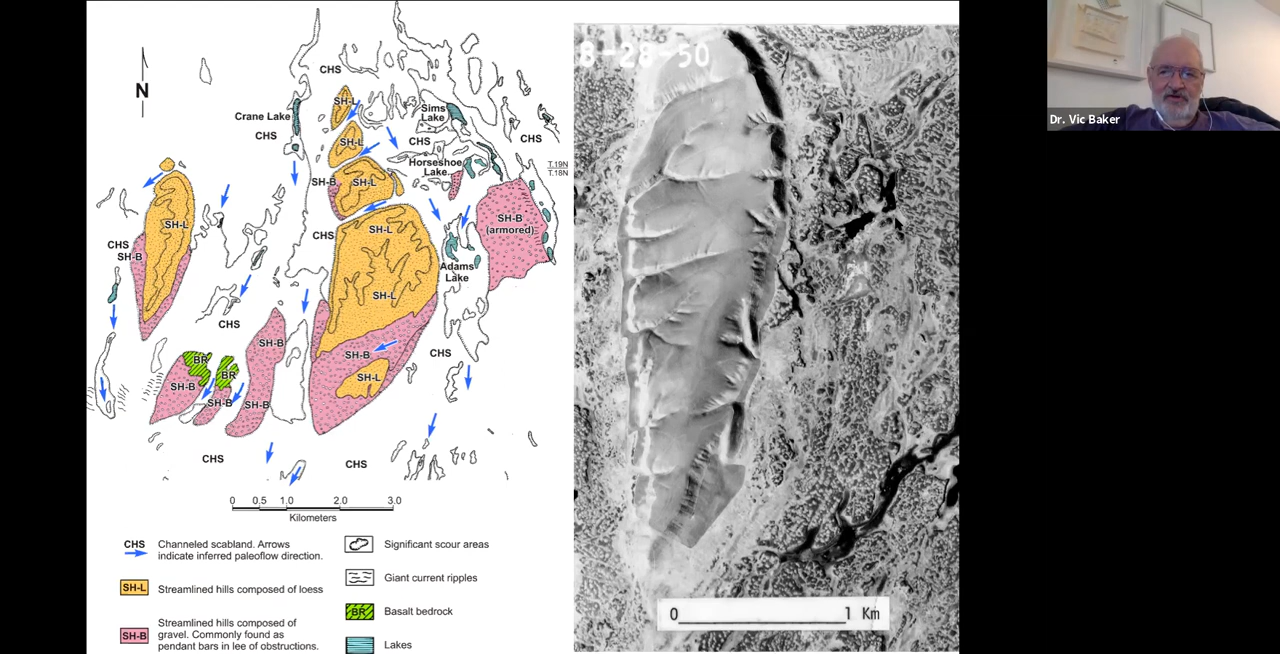 N
CHS
SH-L
Crane Lake
Sims
Lake
CHS
SH-L
CHS
CHS
Horseshoe
Lake
T.19N
T.18N
SH-B
SH-L
SH-L
SH-L
CHS
SH-B
(armored)
CHS
SH-B
Adams
Lake
SH-L
CHS
SH-B
SH-B
CHS
BR
BR
SH-L
SH-B
SH-B
SH-B
CHS
CHS
0 0.5 1.0 2.0 3.0
Kilometers
CHS Channeled scabland. Arrows
indicate inferred paleoflow direction.
SH-L Streamlined hills composed of loess
SH-B Streamlined hills composed of
gravel. Commonly found as
pendant bars in lee of obstructions.
Significant scour areas
Giant current ripples
BR Basalt bedrock
Lakes
8-28-50
0 1 Km
Dr. Vic Baker